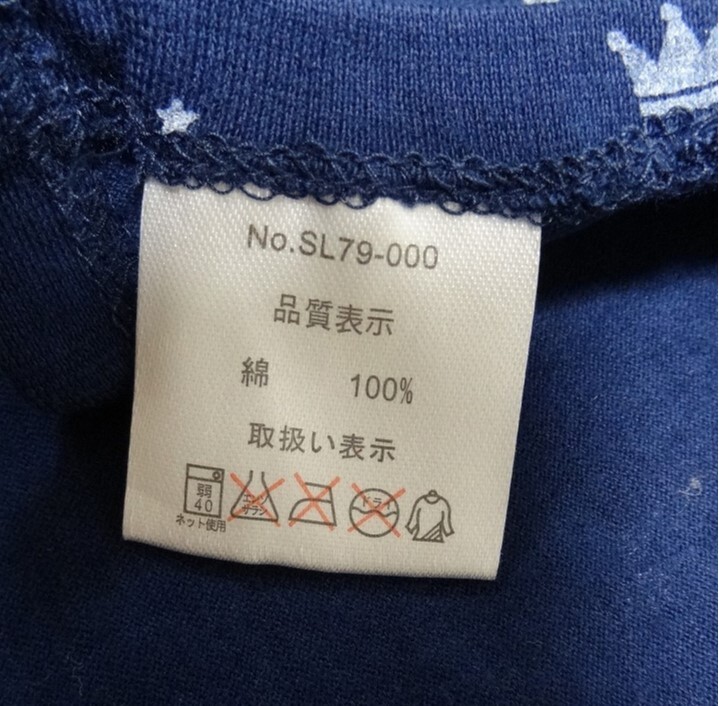 No.SL79-000
品質表示
綿 100%
取扱い表示
弱
40
ネット使用
エンソ
サラシ
ドライ